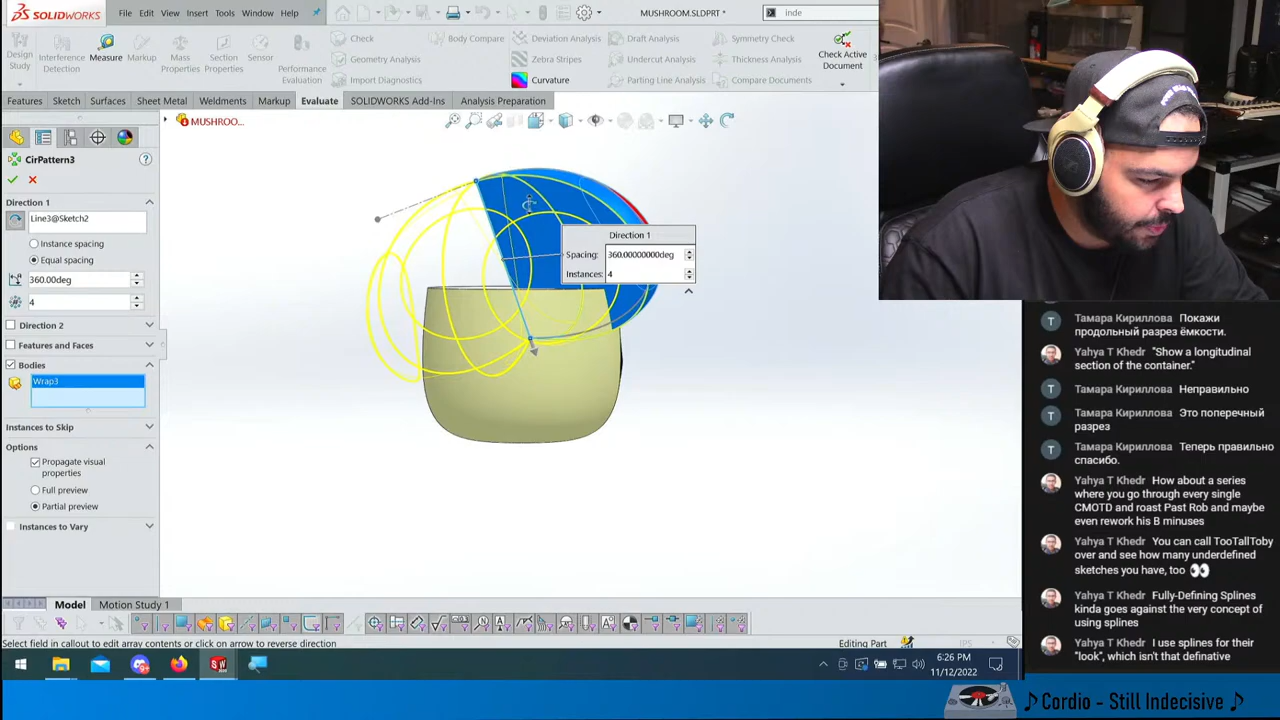 SOLIDWORKS File Edit View Insert Tools Window Help MUSHROOM.SLDPRT * inde
Design Study
Interference Detection
Measure
Markup
Mass Properties
Section Properties
Sensor
Performance Evaluation
Check
Geometry Analysis
Import Diagnostics
Body Compare
Deviation Analysis
Zebra Stripes
Curvature
Draft Analysis
Undercut Analysis
Parting Line Analysis
Symmetry Check
Thickness Analysis
Compare Documents
Check Active Document
Features Sketch Surfaces Sheet Metal Weldments Markup Evaluate SOLIDWORKS Add-Ins Analysis Preparation
MUSHROO...
CirPattern3
Direction 1
Line3@Sketch2
Instance spacing
Equal spacing
360.00deg
4
Direction 2
Features and Faces
Bodies
Wrap3
Instances to Skip
Options
Propagate visual
properties
Full preview
Partial preview
Instances to Vary
Direction 1
Spacing: 360.00000000deg
Instances: 4
Model Motion Study 1
Select field in callout to edit array contents or click on arrow to reverse direction
Editing Part
IPS
6:26 PM
11/12/2022
Тамара Кириллова Покажи
продольный разрез ёмкости.
Yahya T Khedr "Show a longitudinal
section of the container."
Тамара Кириллова Неправильно
Тамара Кириллова Это поперечный
разрез
Тамара Кириллова Теперь правильно
спасибо.
Yahya T Khedr How about a series
where you go through every single
CMOTD and roast Past Rob and maybe
even rework his B minuses
Yahya T Khedr You can call TooTallToby
over and see how many underdefined
sketches you have, too 👀
Yahya T Khedr Fully-Defining Splines
kinda goes against the very concept of
using splines
Yahya T Khedr I use splines for their
"look", which isn't that definative
♪ Cordio - Still Indecisive ♪